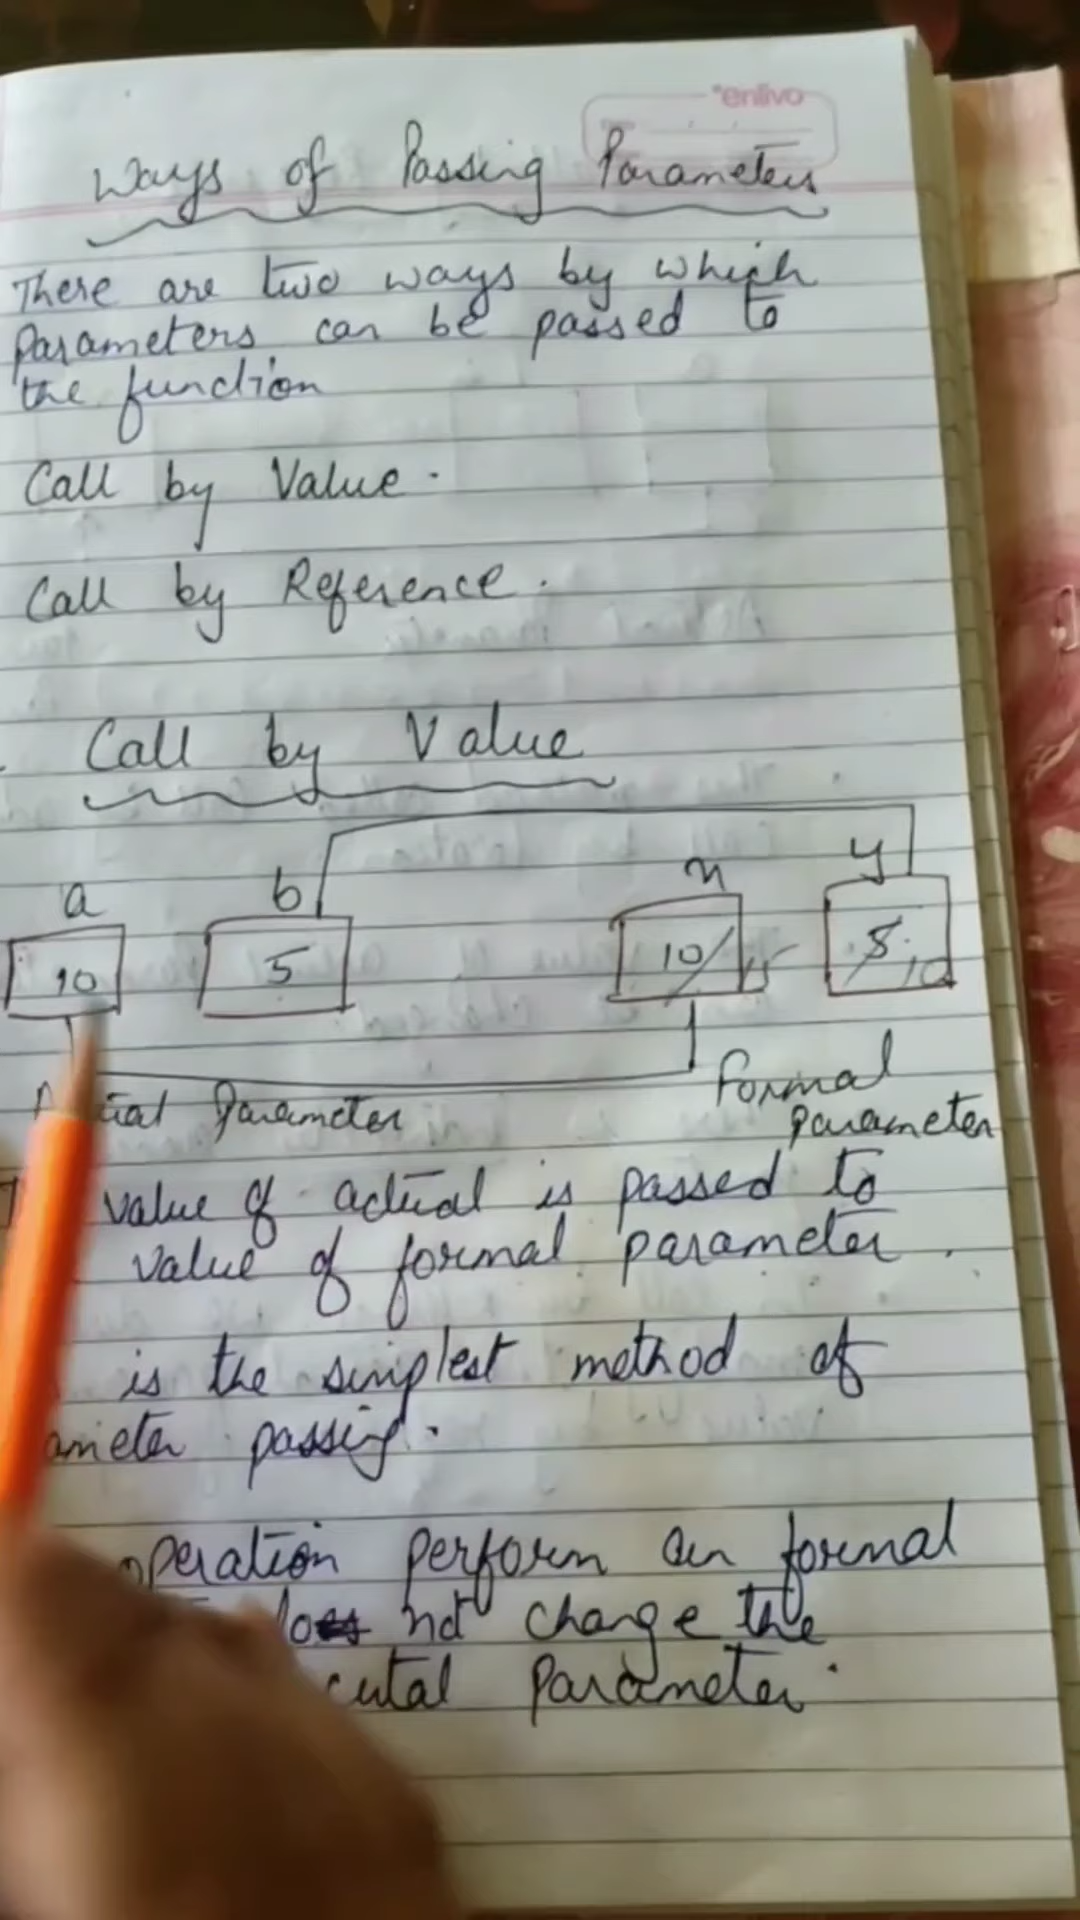 enlivo
Ways of Passing Parameters
There are two ways by which
parameters can be passed to
the function
Call by Value.
Call by Reference.
Call by Value
a b x y
10 5 10/ 15 5. 10
Formal
Parameter Parameter
value of actual is passed to
value of formal parameter.
is the simplest method of
ameter passing.
operation perform on formal
not change the
cutal Parameter.